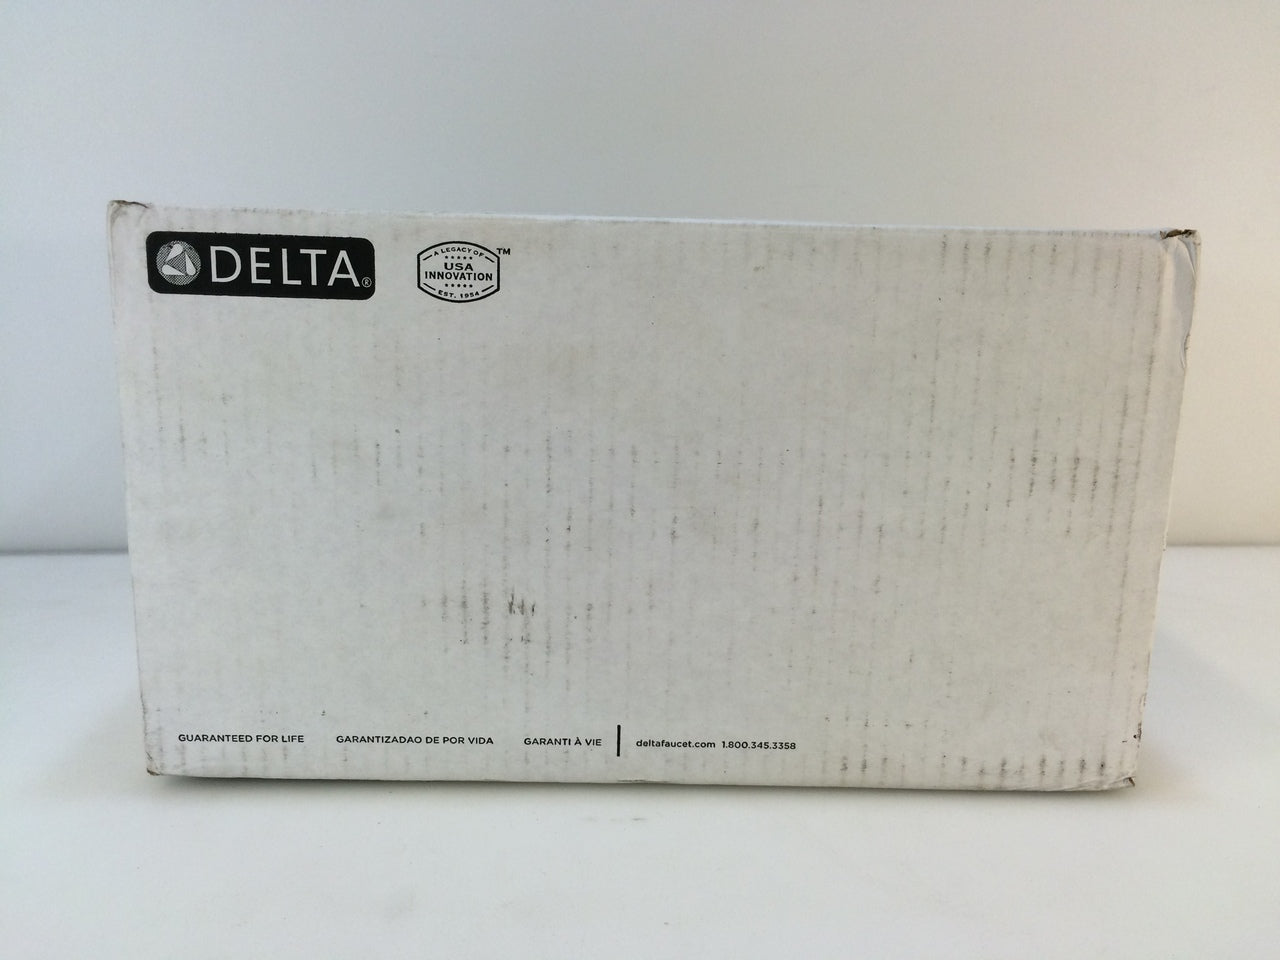 DELTA®
A LEGACY OF
USA
INNOVATION
EST. 1954
™
GUARANTEED FOR LIFE GARANTIZADAO DE POR VIDA GARANTI À VIE deltafaucet.com 1.800.345.3358